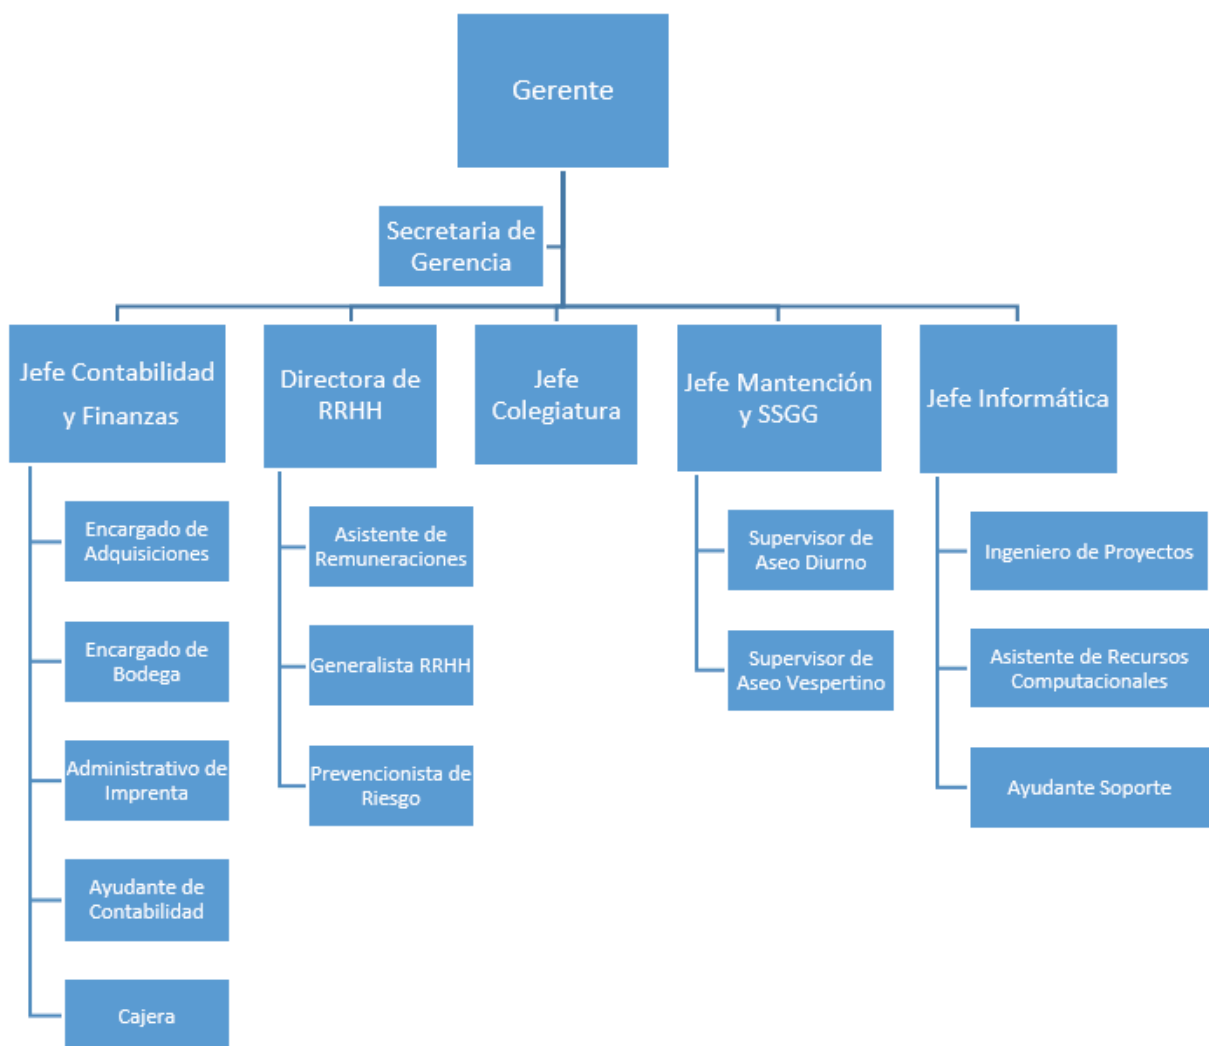 Gerente
Secretaria de
Gerencia
Jefe Contabilidad
y Finanzas
Directora de
RRHH
Jefe
Colegiatura
Jefe Mantención
y SSGG
Jefe Informática
Encargado de
Adquisiciones
Encargado de
Bodega
Administrativo de
Imprenta
Ayudante de
Contabilidad
Cajera
Asistente de
Remuneraciones
Generalista RRHH
Prevencionista de
Riesgo
Supervisor de
Aseo Diurno
Supervisor de
Aseo Vespertino
Ingeniero de Proyectos
Asistente de Recursos
Computacionales
Ayudante Soporte